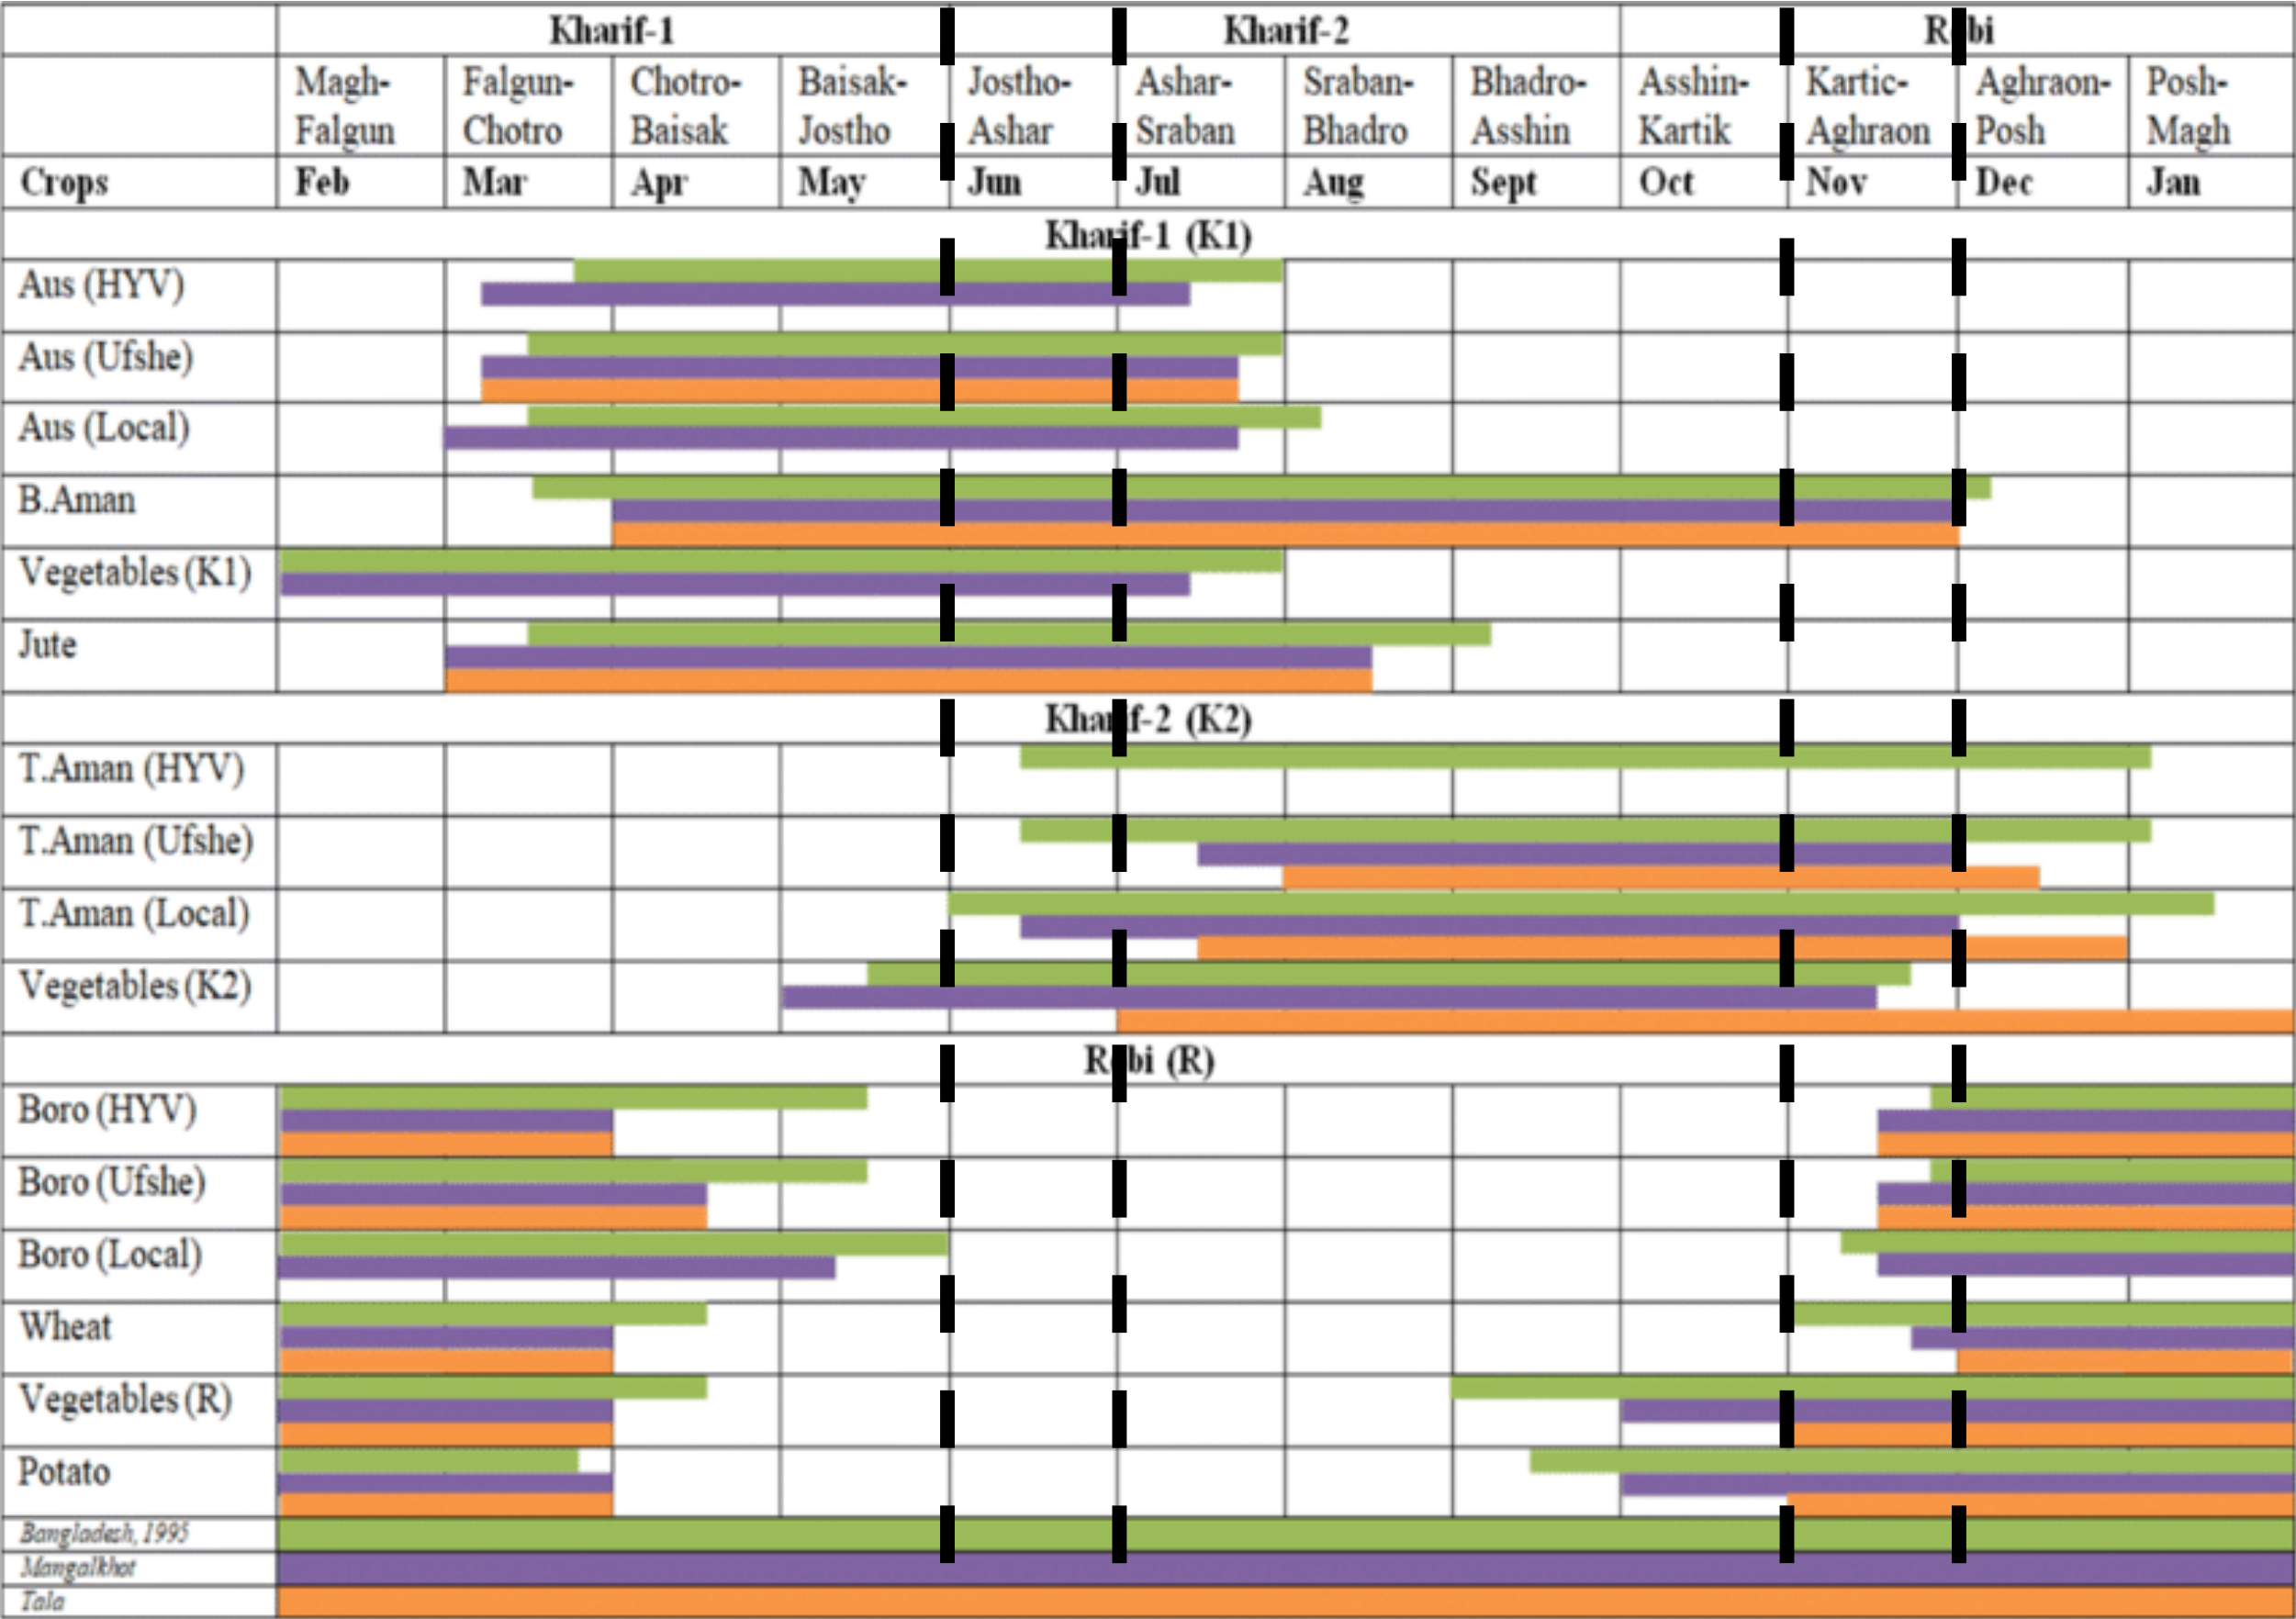 Kharif-1 Kharif-2 Robi
Magh- Falgun- Chotro- Baisak- Jostho- Ashar- Sraban- Bhadro- Asshin- Kartic- Aghraon- Posh-
Falgun Chotro Baisak Jostho Ashar Sraban Bhadro Asshin Kartik Aghraon Posh Magh
Crops Feb Mar Apr May Jun Jul Aug Sept Oct Nov Dec Jan
Kharif-1 (K1)
Aus (HYV)
Aus (Ufshe)
Aus (Local)
B.Aman
Vegetables (K1)
Jute
Kharif-2 (K2)
T.Aman (HYV)
T.Aman (Ufshe)
T.Aman (Local)
Vegetables (K2)
Robi (R)
Boro (HYV)
Boro (Ufshe)
Boro (Local)
Wheat
Vegetables (R)
Potato
Bangladesh, 1995
Mangalkhot
Tala